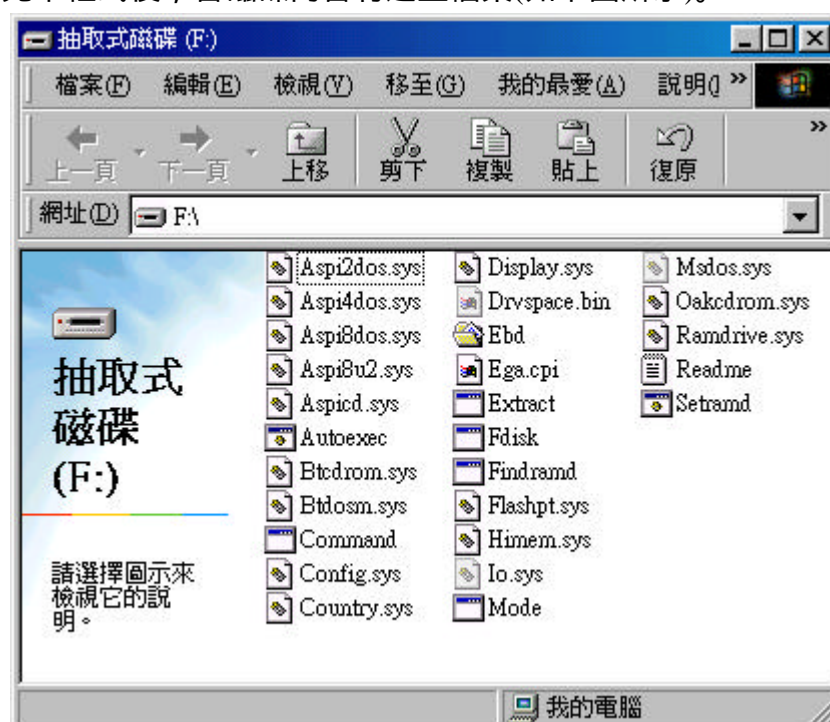 抽取式磁碟 (F:)
檔案(F) 編輯(E) 檢視(V) 移至(G) 我的最愛(A) 說明( »
上一頁 下一頁 上移 剪下 複製 貼上 復原 »
網址(D) F:\
抽取式
磁碟
(F:)
請選擇圖示來
檢視它的說
明。
Aspi2dos.sys
Aspi4dos.sys
Aspi8dos.sys
Aspi8u2.sys
Aspicd.sys
Autoexec
Btcdrom.sys
Btdosm.sys
Command
Config.sys
Country.sys
Display.sys
Drvspace.bin
Ebd
Ega.cpi
Extract
Fdisk
Findramd
Flashpt.sys
Himem.sys
Io.sys
Mode
Msdos.sys
Oakcdrom.sys
Ramdrive.sys
Readme
Setramd
我的電腦